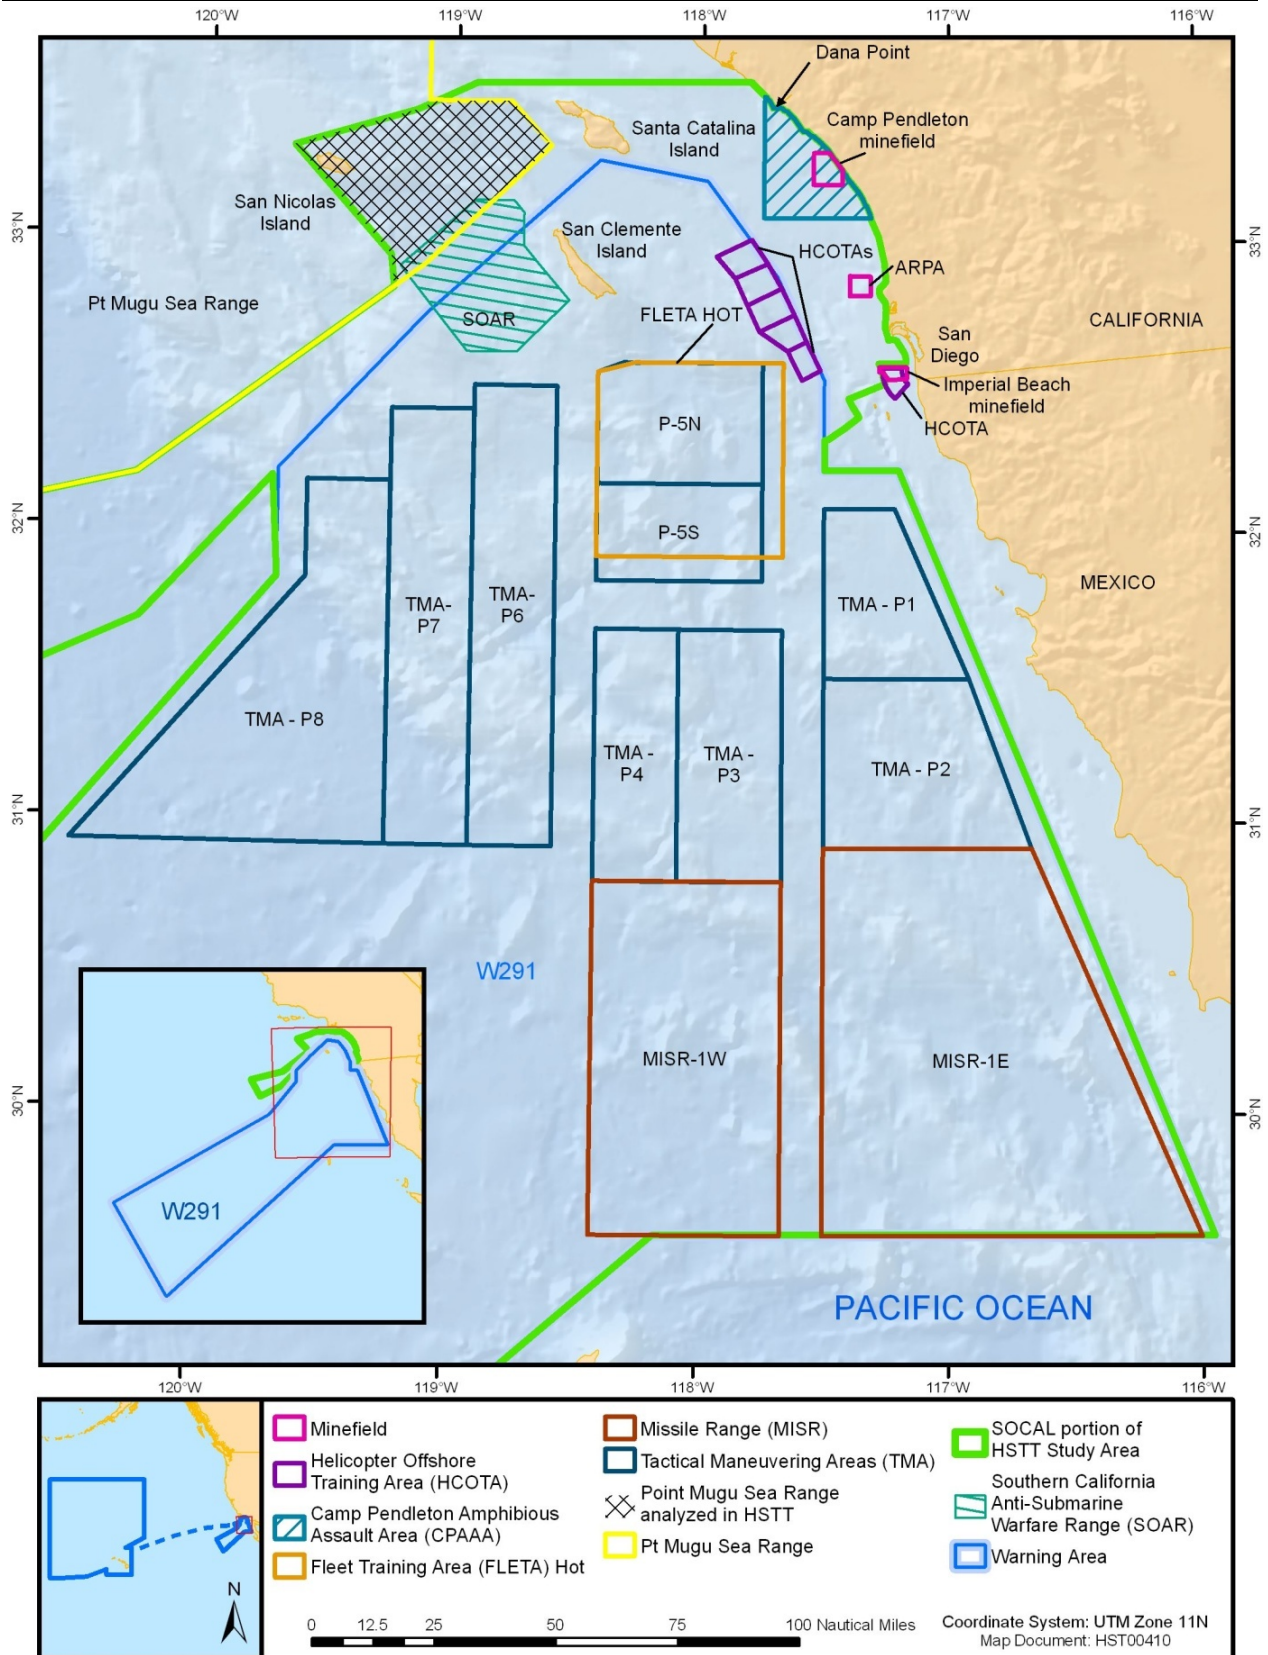 120°W
119°W
118°W
117°W
116°W
Dana Point
Camp Pendleton
minefield
Santa Catalina
Island
San Nicolas
Island
33°N
San Clemente
Island
HCOTAs
33°N
ARPA
Pt Mugu Sea Range
FLETA HOT
SOAR
CALIFORNIA
San
Diego
Imperial Beach
minefield
HCOTA
P-5N
32°N
P-5S
32°N
MEXICO
TMA-
P7
TMA-
P6
TMA - P1
TMA - P8
TMA -
P4
TMA -
P3
TMA - P2
31°N
31°N
W291
MISR-1W
MISR-1E
30°N
30°N
W291
PACIFIC OCEAN
120°W
119°W
118°W
117°W
116°W
N
Minefield
Helicopter Offshore
Training Area (HCOTA)
Camp Pendleton Amphibious
Assault Area (CPAAA)
Fleet Training Area (FLETA) Hot
Missile Range (MISR)
Tactical Maneuvering Areas (TMA)
Point Mugu Sea Range
analyzed in HSTT
Pt Mugu Sea Range
SOCAL portion of
HSTT Study Area
Southern California
Anti-Submarine
Warfare Range (SOAR)
Warning Area
0 12.5 25 50 75 100 Nautical Miles
Coordinate System: UTM Zone 11N
Map Document: HST00410